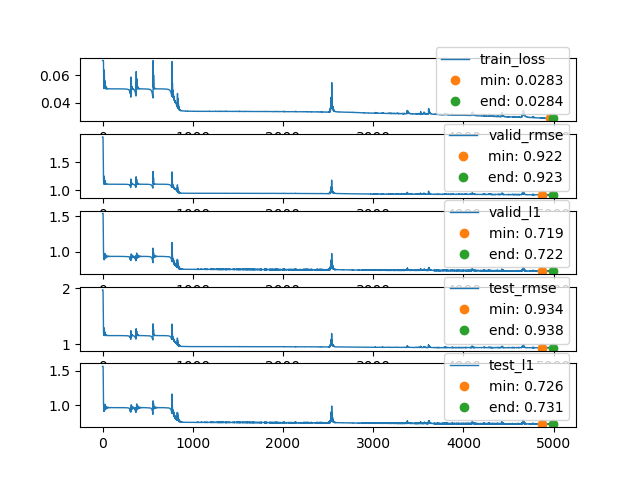 train_loss
min: 0.0283
end: 0.0284
0.06
0.04
valid_rmse
min: 0.922
end: 0.923
1.5
1.0
valid_l1
min: 0.719
end: 0.722
1.5
1.0
test_rmse
min: 0.934
end: 0.938
2
1
test_l1
min: 0.726
end: 0.731
1.5
1.0
0 1000 2000 3000 4000 5000